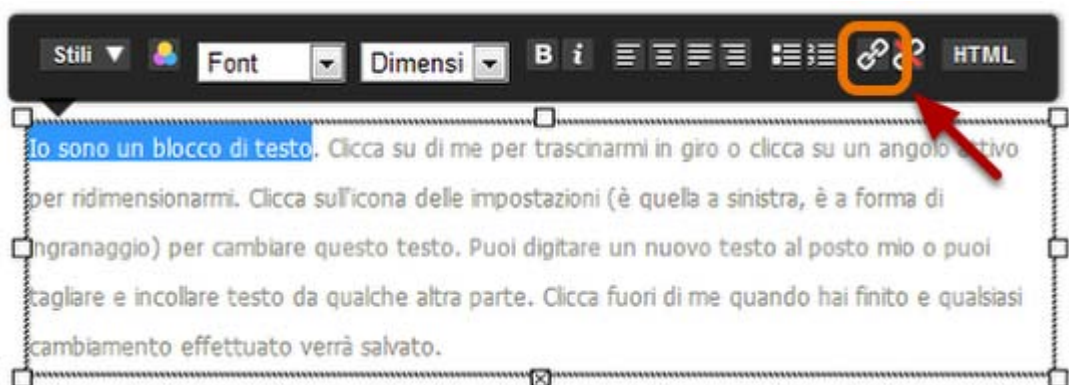 Stili Font Dimensi B i HTML
Io sono un blocco di testo. Clicca su di me per trascinarmi in giro o clicca su un angolo attivo
per ridimensionarmi. Clicca sull'icona delle impostazioni (è quella a sinistra, è a forma di
ingranaggio) per cambiare questo testo. Puoi digitare un nuovo testo al posto mio o puoi
tagliare e incollare testo da qualche altra parte. Clicca fuori di me quando hai finito e qualsiasi
cambiamento effettuato verrà salvato.